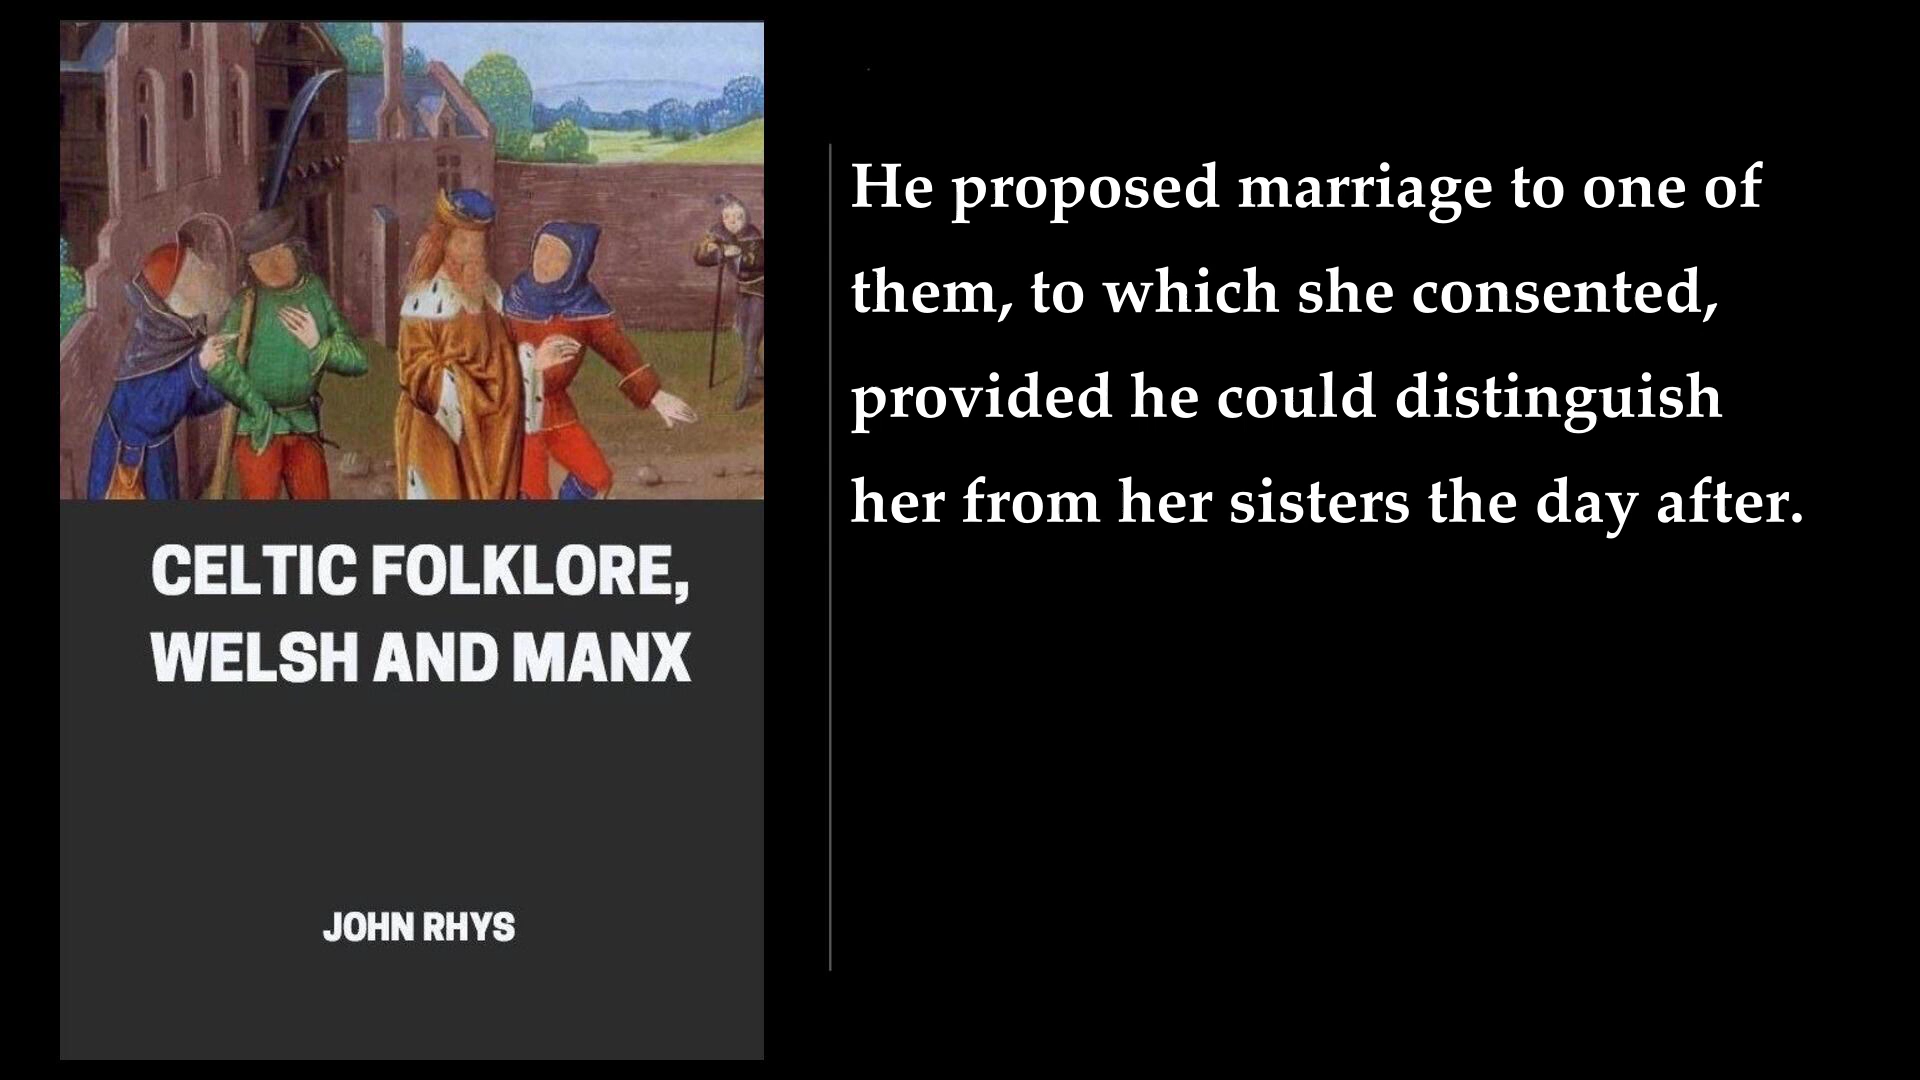 CELTIC FOLKLORE,
WELSH AND MANX
JOHN RHYS
He proposed marriage to one of
them, to which she consented,
provided he could distinguish
her from her sisters the day after.